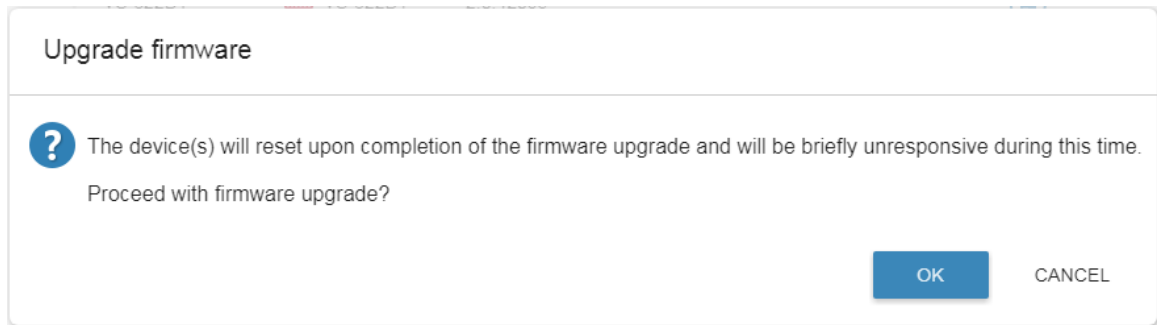 Upgrade firmware
The device(s) will reset upon completion of the firmware upgrade and will be briefly unresponsive during this time.
Proceed with firmware upgrade?
OK
CANCEL